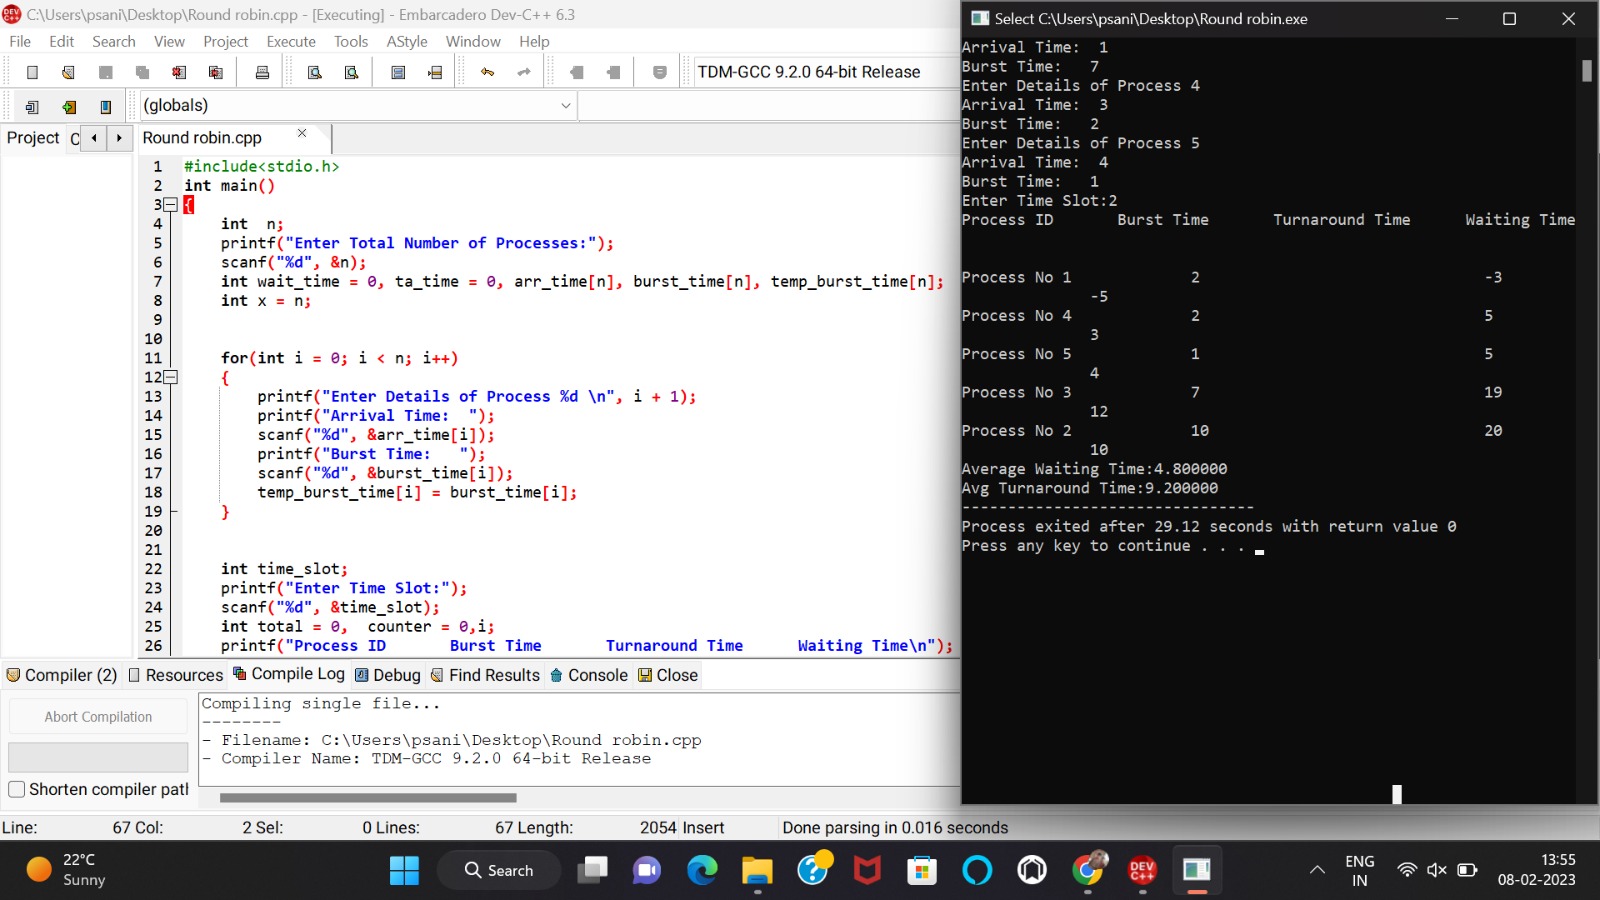 C:\Users\psani\Desktop\Round robin.cpp - [Executing] - Embarcadero Dev-C++ 6.3
File Edit Search View Project Execute Tools AStyle Window Help
TDM-GCC 9.2.0 64-bit Release
(globals)
Project C
Round robin.cpp
1 #include<stdio.h>
2 int main()
3 {
4 int  n;
5 printf("Enter Total Number of Processes:");
6 scanf("%d", &n);
7 int wait_time = 0, ta_time = 0, arr_time[n], burst_time[n], temp_burst_time[n];
8 int x = n;
9
10
11 for(int i = 0; i < n; i++)
12 {
13 printf("Enter Details of Process %d \n", i + 1);
14 printf("Arrival Time:  ");
15 scanf("%d", &arr_time[i]);
16 printf("Burst Time:   ");
17 scanf("%d", &burst_time[i]);
18 temp_burst_time[i] = burst_time[i];
19 }
20
21
22 int time_slot;
23 printf("Enter Time Slot:");
24 scanf("%d", &time_slot);
25 int total = 0,  counter = 0,i;
26 printf("Process ID       Burst Time       Turnaround Time      Waiting Time\n");
Compiler (2) Resources Compile Log Debug Find Results Console Close
Abort Compilation
Shorten compiler patl
Compiling single file...
--------
- Filename: C:\Users\psani\Desktop\Round robin.cpp
- Compiler Name: TDM-GCC 9.2.0 64-bit Release
Line: 67 Col: 2 Sel: 0 Lines: 67 Length: 2054 Insert Done parsing in 0.016 seconds
Select C:\Users\psani\Desktop\Round robin.exe
Arrival Time:  1
Burst Time:   7
Enter Details of Process 4
Arrival Time:  3
Burst Time:   2
Enter Details of Process 5
Arrival Time:  4
Burst Time:   1
Enter Time Slot:2
Process ID       Burst Time       Turnaround Time      Waiting Time
Process No 1 2 -3
-5
Process No 4 2 5
3
Process No 5 1 5
4
Process No 3 7 19
12
Process No 2 10 20
10
Average Waiting Time:4.800000
Avg Turnaround Time:9.200000
--------------------------------
Process exited after 29.12 seconds with return value 0
Press any key to continue . . .
22°C
Sunny
Search
DEV C++
ENG
IN
13:55
08-02-2023